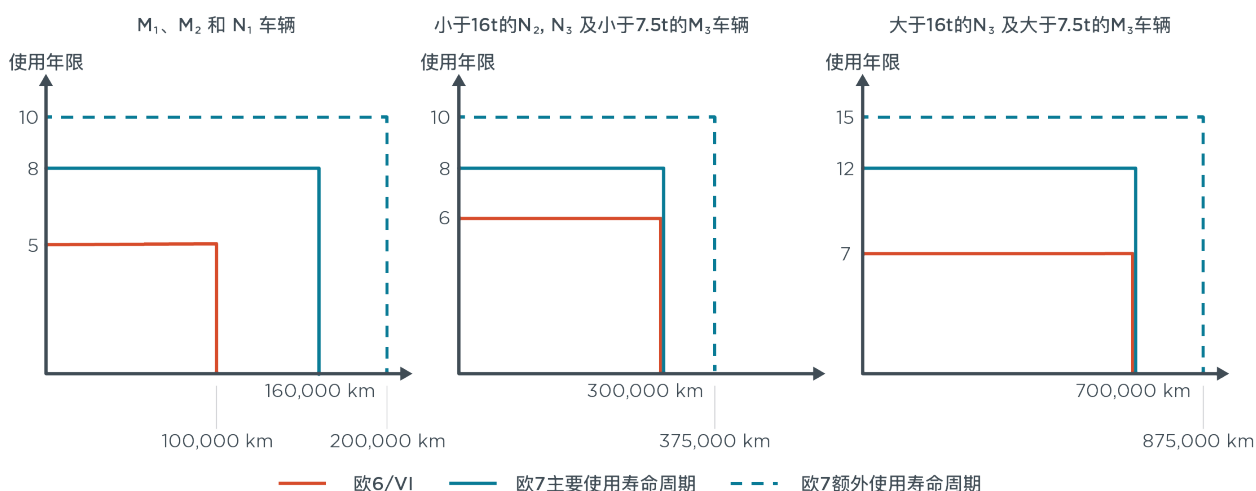 M₁、M₂ 和 N₁ 车辆
使用年限
10
8
5
160,000 km
100,000 km
200,000 km
小于16t的N₂, N₃ 及小于7.5t的M₃车辆
使用年限
10
8
6
300,000 km
375,000 km
大于16t的N₃ 及大于7.5t的M₃车辆
使用年限
15
12
7
700,000 km
875,000 km
欧6/VI
欧7主要使用寿命周期
欧7额外使用寿命周期